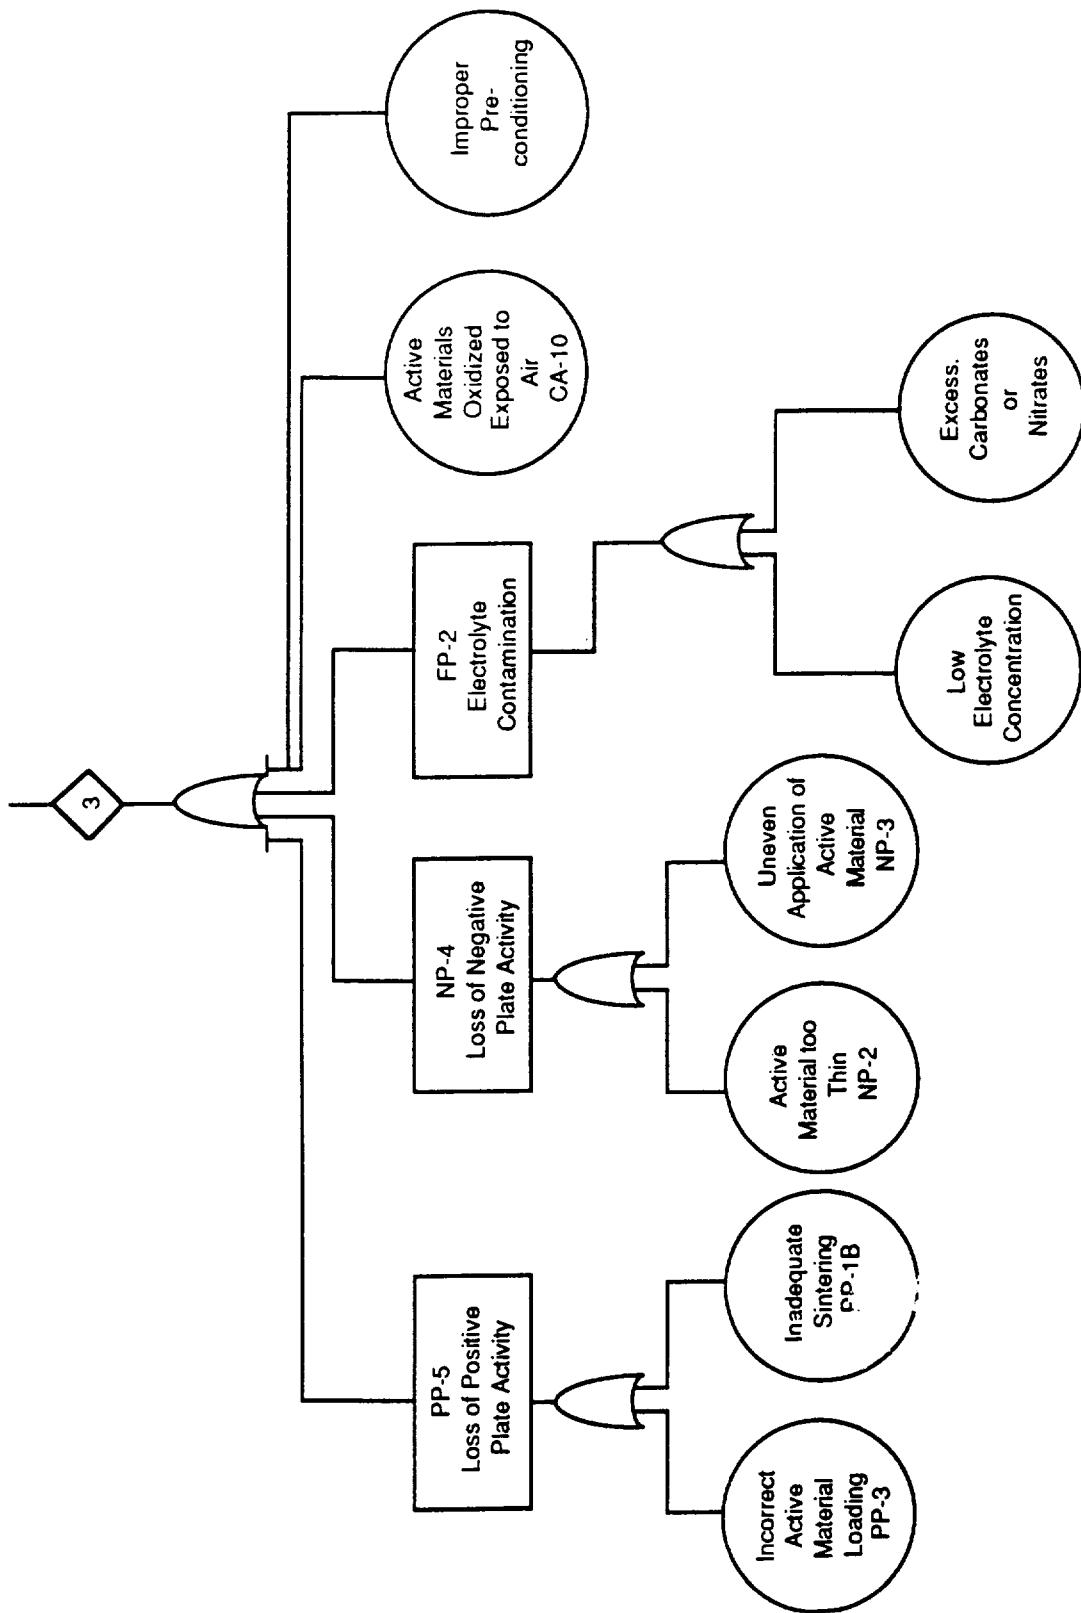 3
PP-5
Loss of Positive
Plate Activity
NP-4
Loss of Negative
Plate Activity
FP-2
Electrolyte
Contamination
Active
Materials
Oxidized
Exposed to
Air
CA-10
Improper
Pre-
conditioning
Incorrect
Active
Material
Loading
PP-3
Inadequate
Sintering
PP-1B
Active
Material too
Thin
NP-2
Uneven
Application of
Active
Material
NP-3
Low
Electrolyte
Concentration
Excess.
Carbonates
or
Nitrates